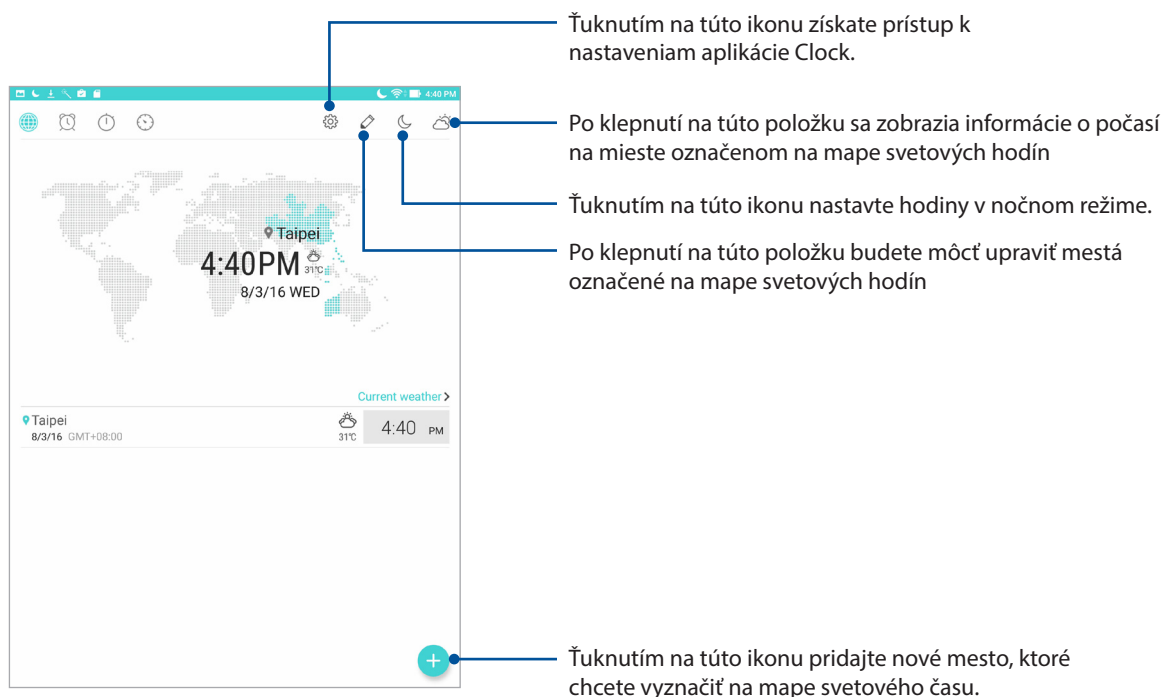 Ťuknutím na túto ikonu získate prístup k
nastaveniam aplikácie Clock.
4:40 PM
Po klepnutí na túto položku sa zobrazia informácie o počasí
na mieste označenom na mape svetových hodín
Ťuknutím na túto ikonu nastavte hodiny v nočnom režime.
Po klepnutí na túto položku budete môcť upraviť mestá
označené na mape svetových hodín
Taipei
4:40PM
31°C
8/3/16 WED
Current weather
Taipei
8/3/16 GMT+08:00
31°C
4:40 PM
Ťuknutím na túto ikonu pridajte nové mesto, ktoré
chcete vyznačiť na mape svetového času.